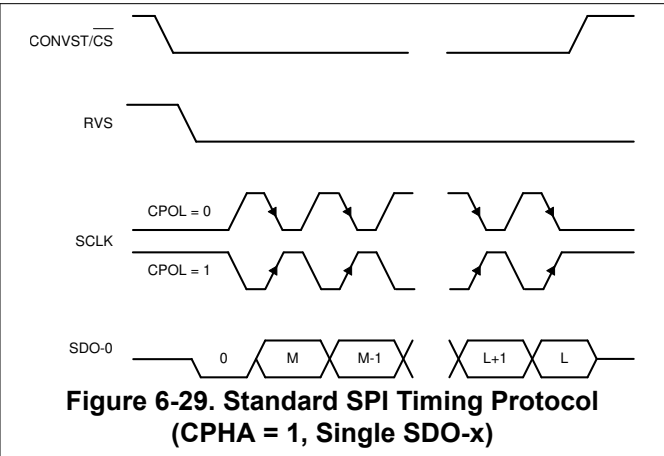 CONVST/CS
RVS
CPOL = 0
SCLK
CPOL = 1
SDO-0 0 M M-1 L+1 L
Figure 6-29. Standard SPI Timing Protocol
(CPHA = 1, Single SDO-x)